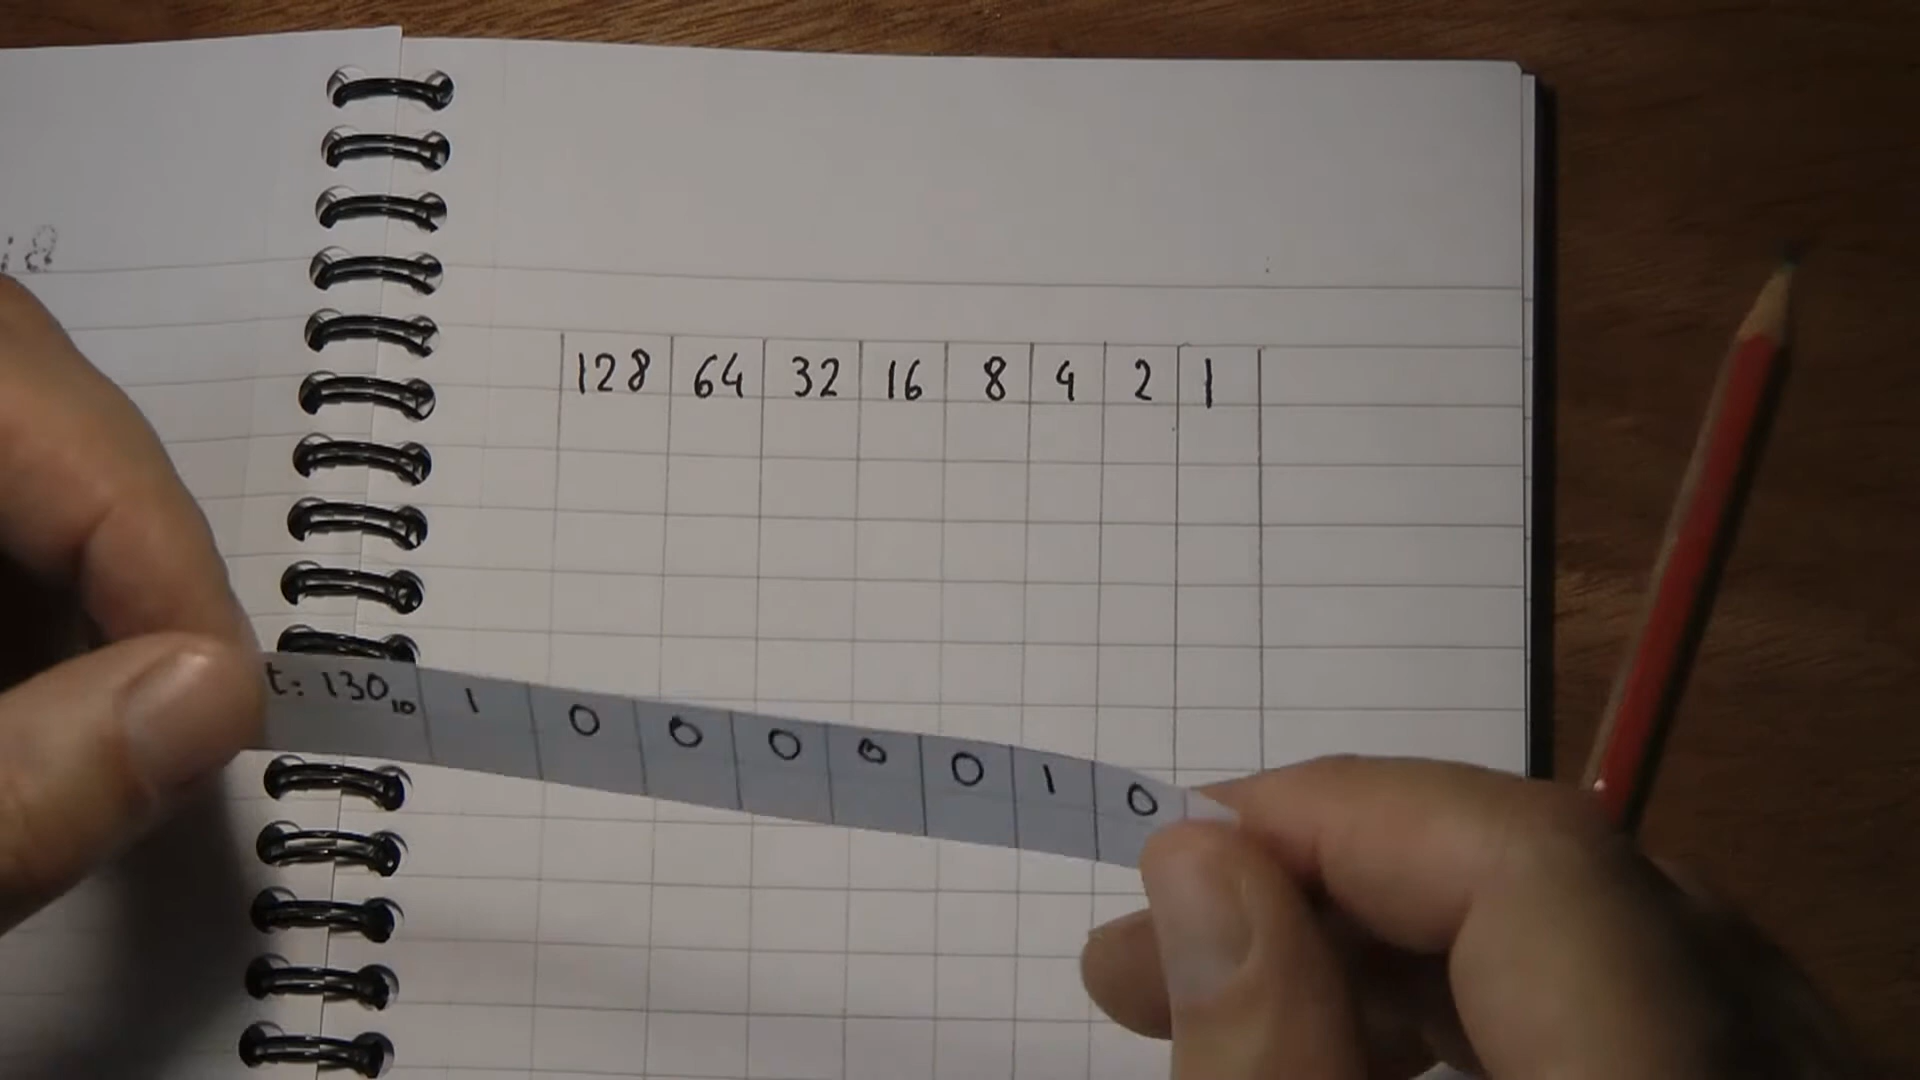 128 64 32 16 8 4 2 1
t: 130₁₀ 1 0 0 0 0 0 1 0